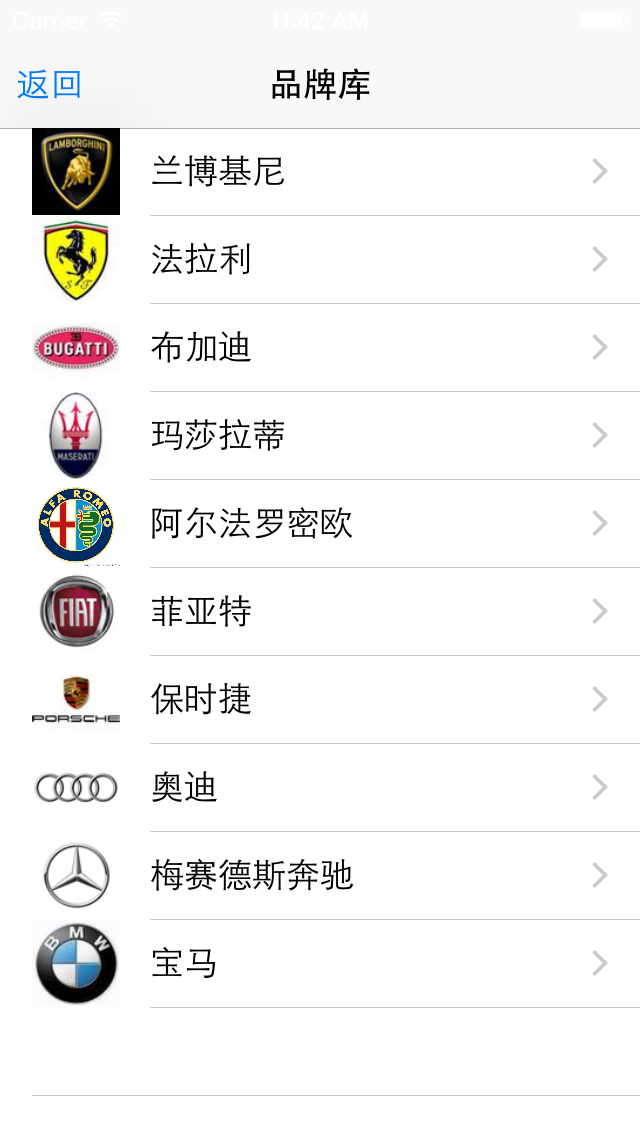 Carrier 11:42 AM
返回 品牌库
LAMBORGHINI
兰博基尼
S F
法拉利
BUGATTI
布加迪
MASERATI
玛莎拉蒂
ALFA ROMEO
阿尔法罗密欧
FIAT
菲亚特
PORSCHE
保时捷
奥迪
梅赛德斯奔驰
BMW
宝马